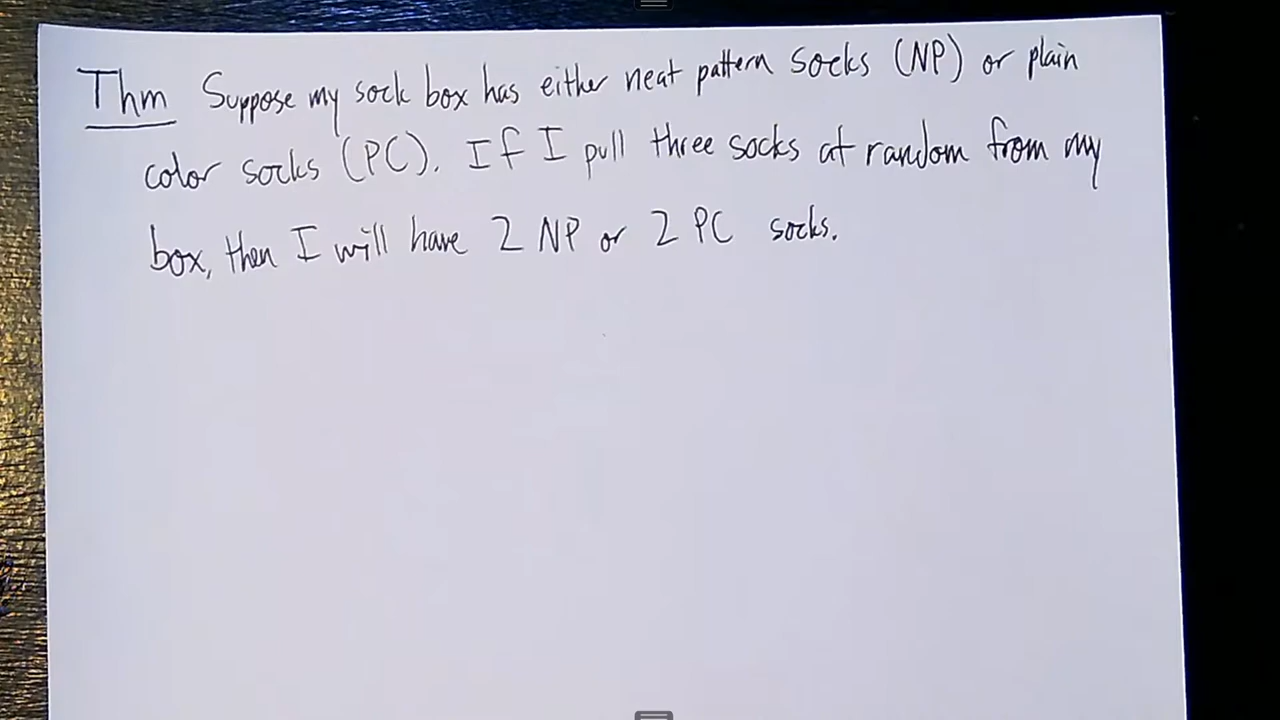 Thm Suppose my sock box has either neat pattern socks (NP) or plain
color socks (PC). If I pull three socks at random from my
box, then I will have 2 NP or 2 PC socks.